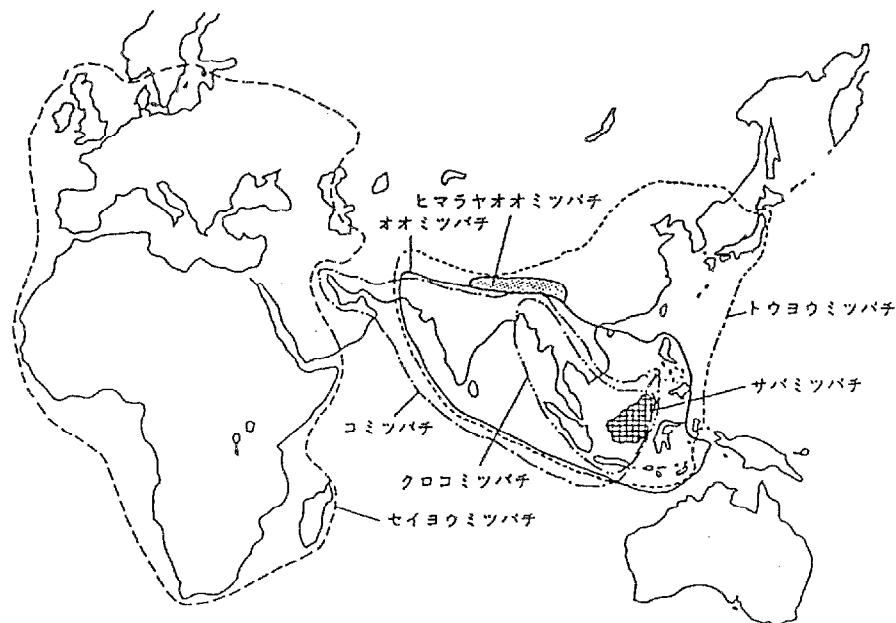 ヒマラヤオオミツバチ
オオミツバチ
トウヨウミツバチ
サバミツバチ
コミツバチ
クロコミツバチ
セイヨウミツバチ